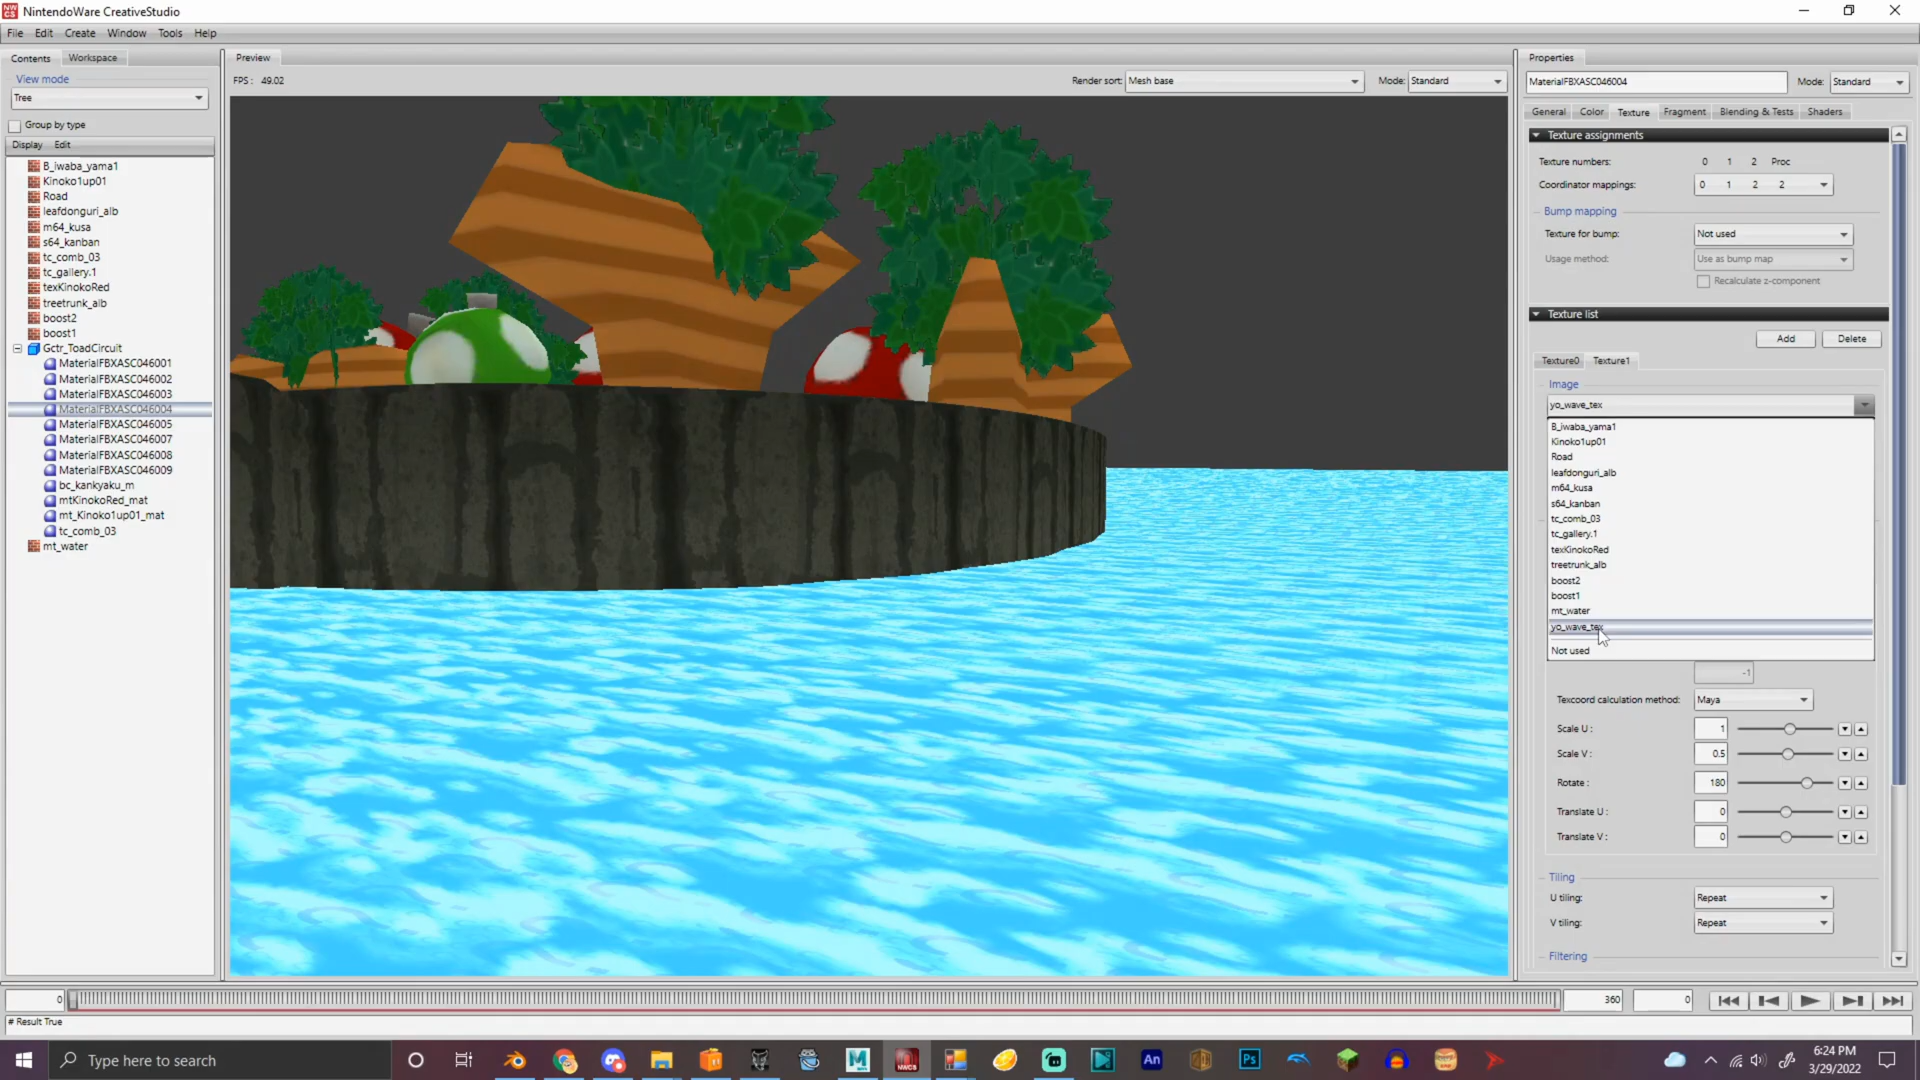 NW
CS
NintendoWare CreativeStudio
File Edit Create Window Tools Help
Contents Workspace
View mode
Tree
Group by type
Display Edit
B_iwaba_yama1
Kinoko1up01
Road
leafdonguri_alb
m64_kusa
s64_kanban
tc_comb_03
tc_gallery.1
texKinokoRed
treetrunk_alb
boost2
boost1
Gctr_ToadCircuit
MaterialFBXASC046001
MaterialFBXASC046002
MaterialFBXASC046003
MaterialFBXASC046004
MaterialFBXASC046005
MaterialFBXASC046007
MaterialFBXASC046008
MaterialFBXASC046009
bc_kankyaku_m
mtKinokoRed_mat
mt_Kinoko1up01_mat
tc_comb_03
mt_water
Preview
FPS : 49.02
Render sort: Mesh base
Mode: Standard
Properties
MaterialFBXASC046004
Mode: Standard
General Color Texture Fragment Blending & Tests Shaders
Texture assignments
Texture numbers: 0 1 2 Proc
Coordinator mappings: 0 1 2 2
Bump mapping
Texture for bump: Not used
Usage method: Use as bump map
Recalculate z-component
Texture list
Add Delete
Texture0 Texture1
Image
yo_wave_tex
B_iwaba_yama1
Kinoko1up01
Road
leafdonguri_alb
m64_kusa
s64_kanban
tc_comb_03
tc_gallery.1
texKinokoRed
treetrunk_alb
boost2
boost1
mt_water
yo_wave_tex
Not used
-1
Texcoord calculation method: Maya
Scale U : 1
Scale V : 0.5
Rotate : 180
Translate U : 0
Translate V : 0
Tiling
U tiling: Repeat
V tiling: Repeat
Filtering
0 360 0
# Result True
Type here to search
M
NWCS
An
Ps
6:24 PM
3/29/2022